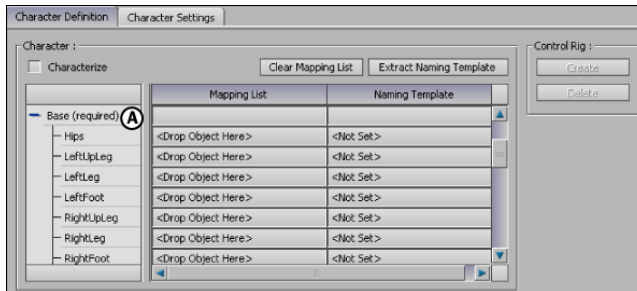 Character Definition Character Settings
Character : Control Rig :
Characterize Clear Mapping List Extract Naming Template Create
Mapping List Naming Template Delete
Base (required) A
Hips <Drop Object Here> <Not Set>
LeftUpLeg <Drop Object Here> <Not Set>
LeftLeg <Drop Object Here> <Not Set>
LeftFoot <Drop Object Here> <Not Set>
RightUpLeg <Drop Object Here> <Not Set>
RightLeg <Drop Object Here> <Not Set>
RightFoot <Drop Object Here> <Not Set>